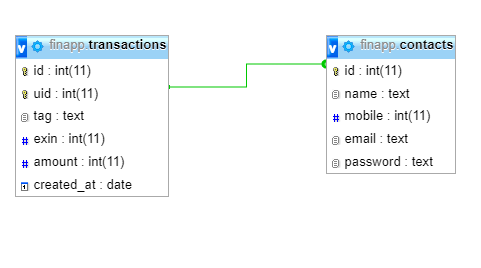 v finapp.transactions
id : int(11)
uid : int(11)
tag : text
exin : int(11)
amount : int(11)
created_at : date
v finapp.contacts
id : int(11)
name : text
mobile : int(11)
email : text
password : text